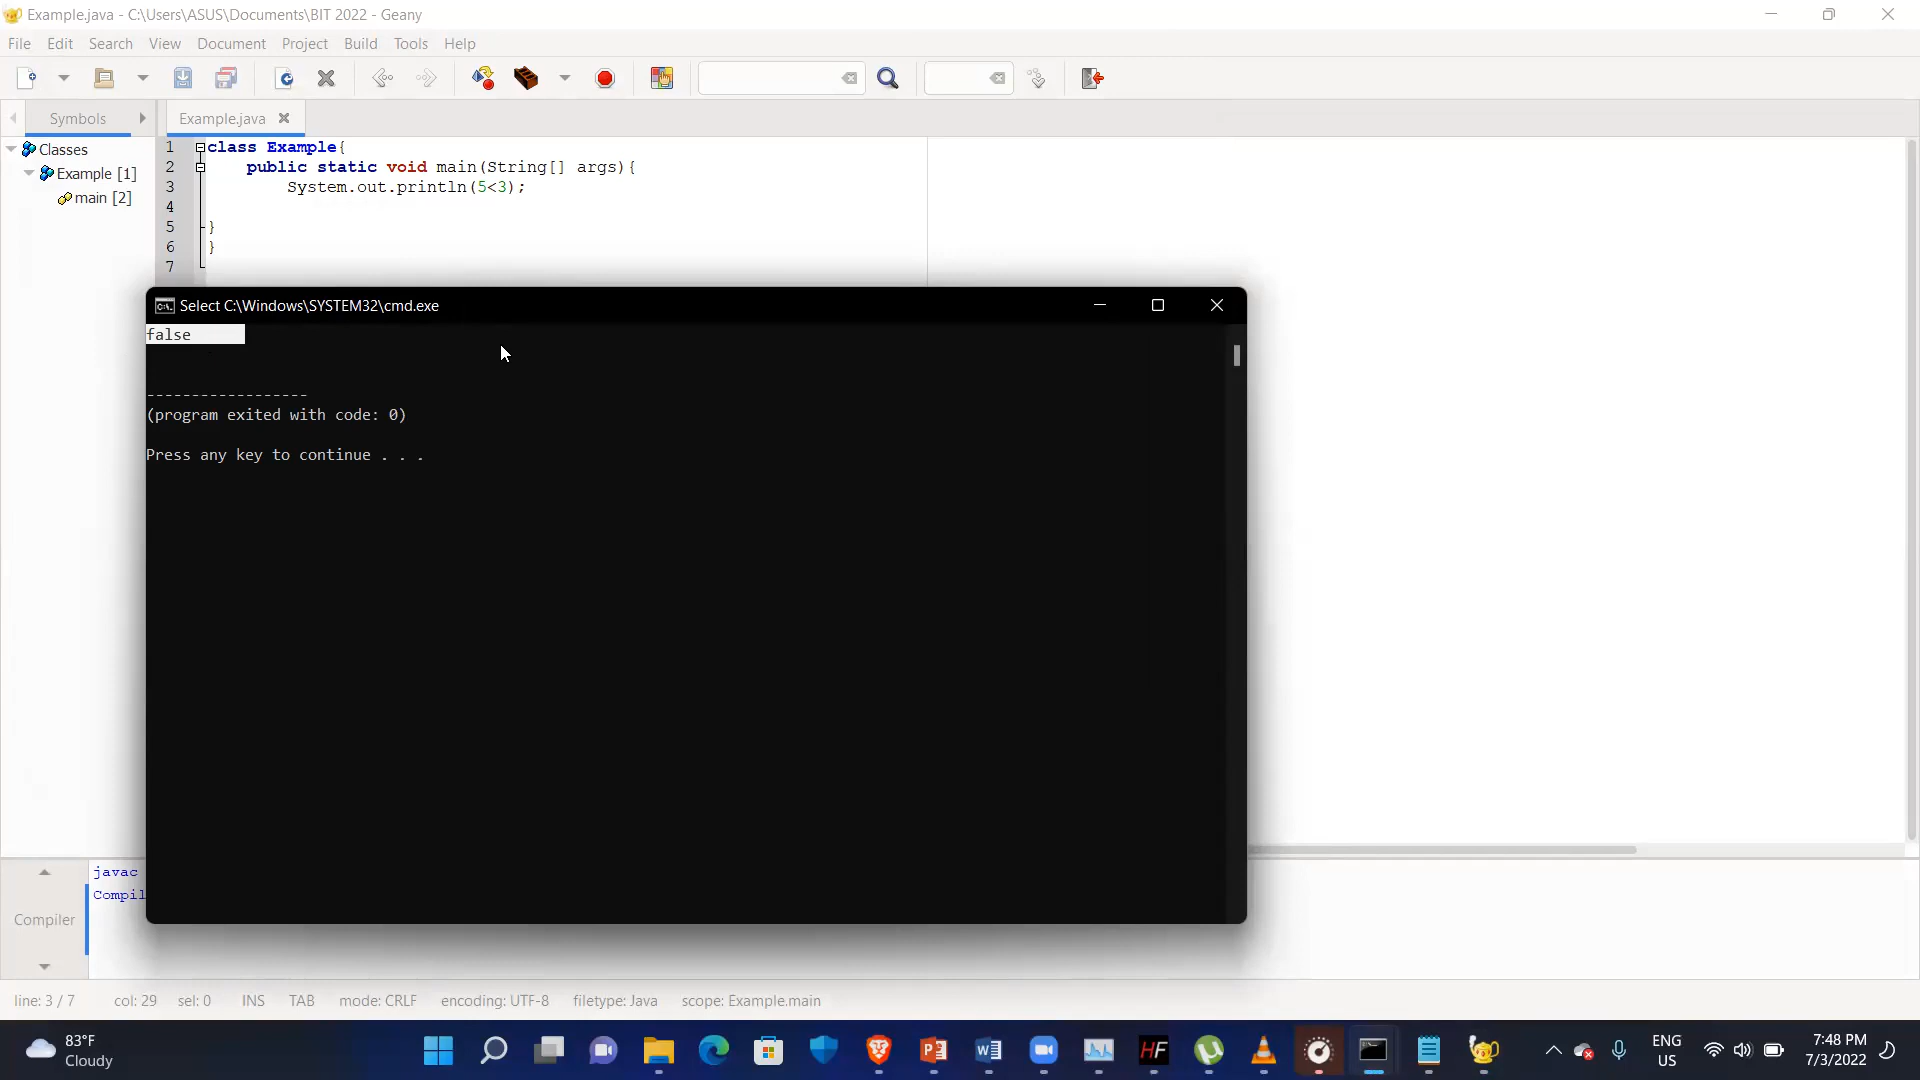 Example.java - C:\Users\ASUS\Documents\BIT 2022 - Geany
File Edit Search View Document Project Build Tools Help
Symbols
Example.java
Classes
Example [1]
main [2]
1 class Example{
2 public static void main(String[] args){
3 System.out.println(5<3);
4
5 }
6 }
7
Select C:\Windows\SYSTEM32\cmd.exe
false
------------------
(program exited with code: 0)
Press any key to continue . . .
javac
Compil
Compiler
line: 3 / 7 col: 29 sel: 0 INS TAB mode: CRLF encoding: UTF-8 filetype: Java scope: Example.main
83°F
Cloudy
HF
ENG
US
7:48 PM
7/3/2022